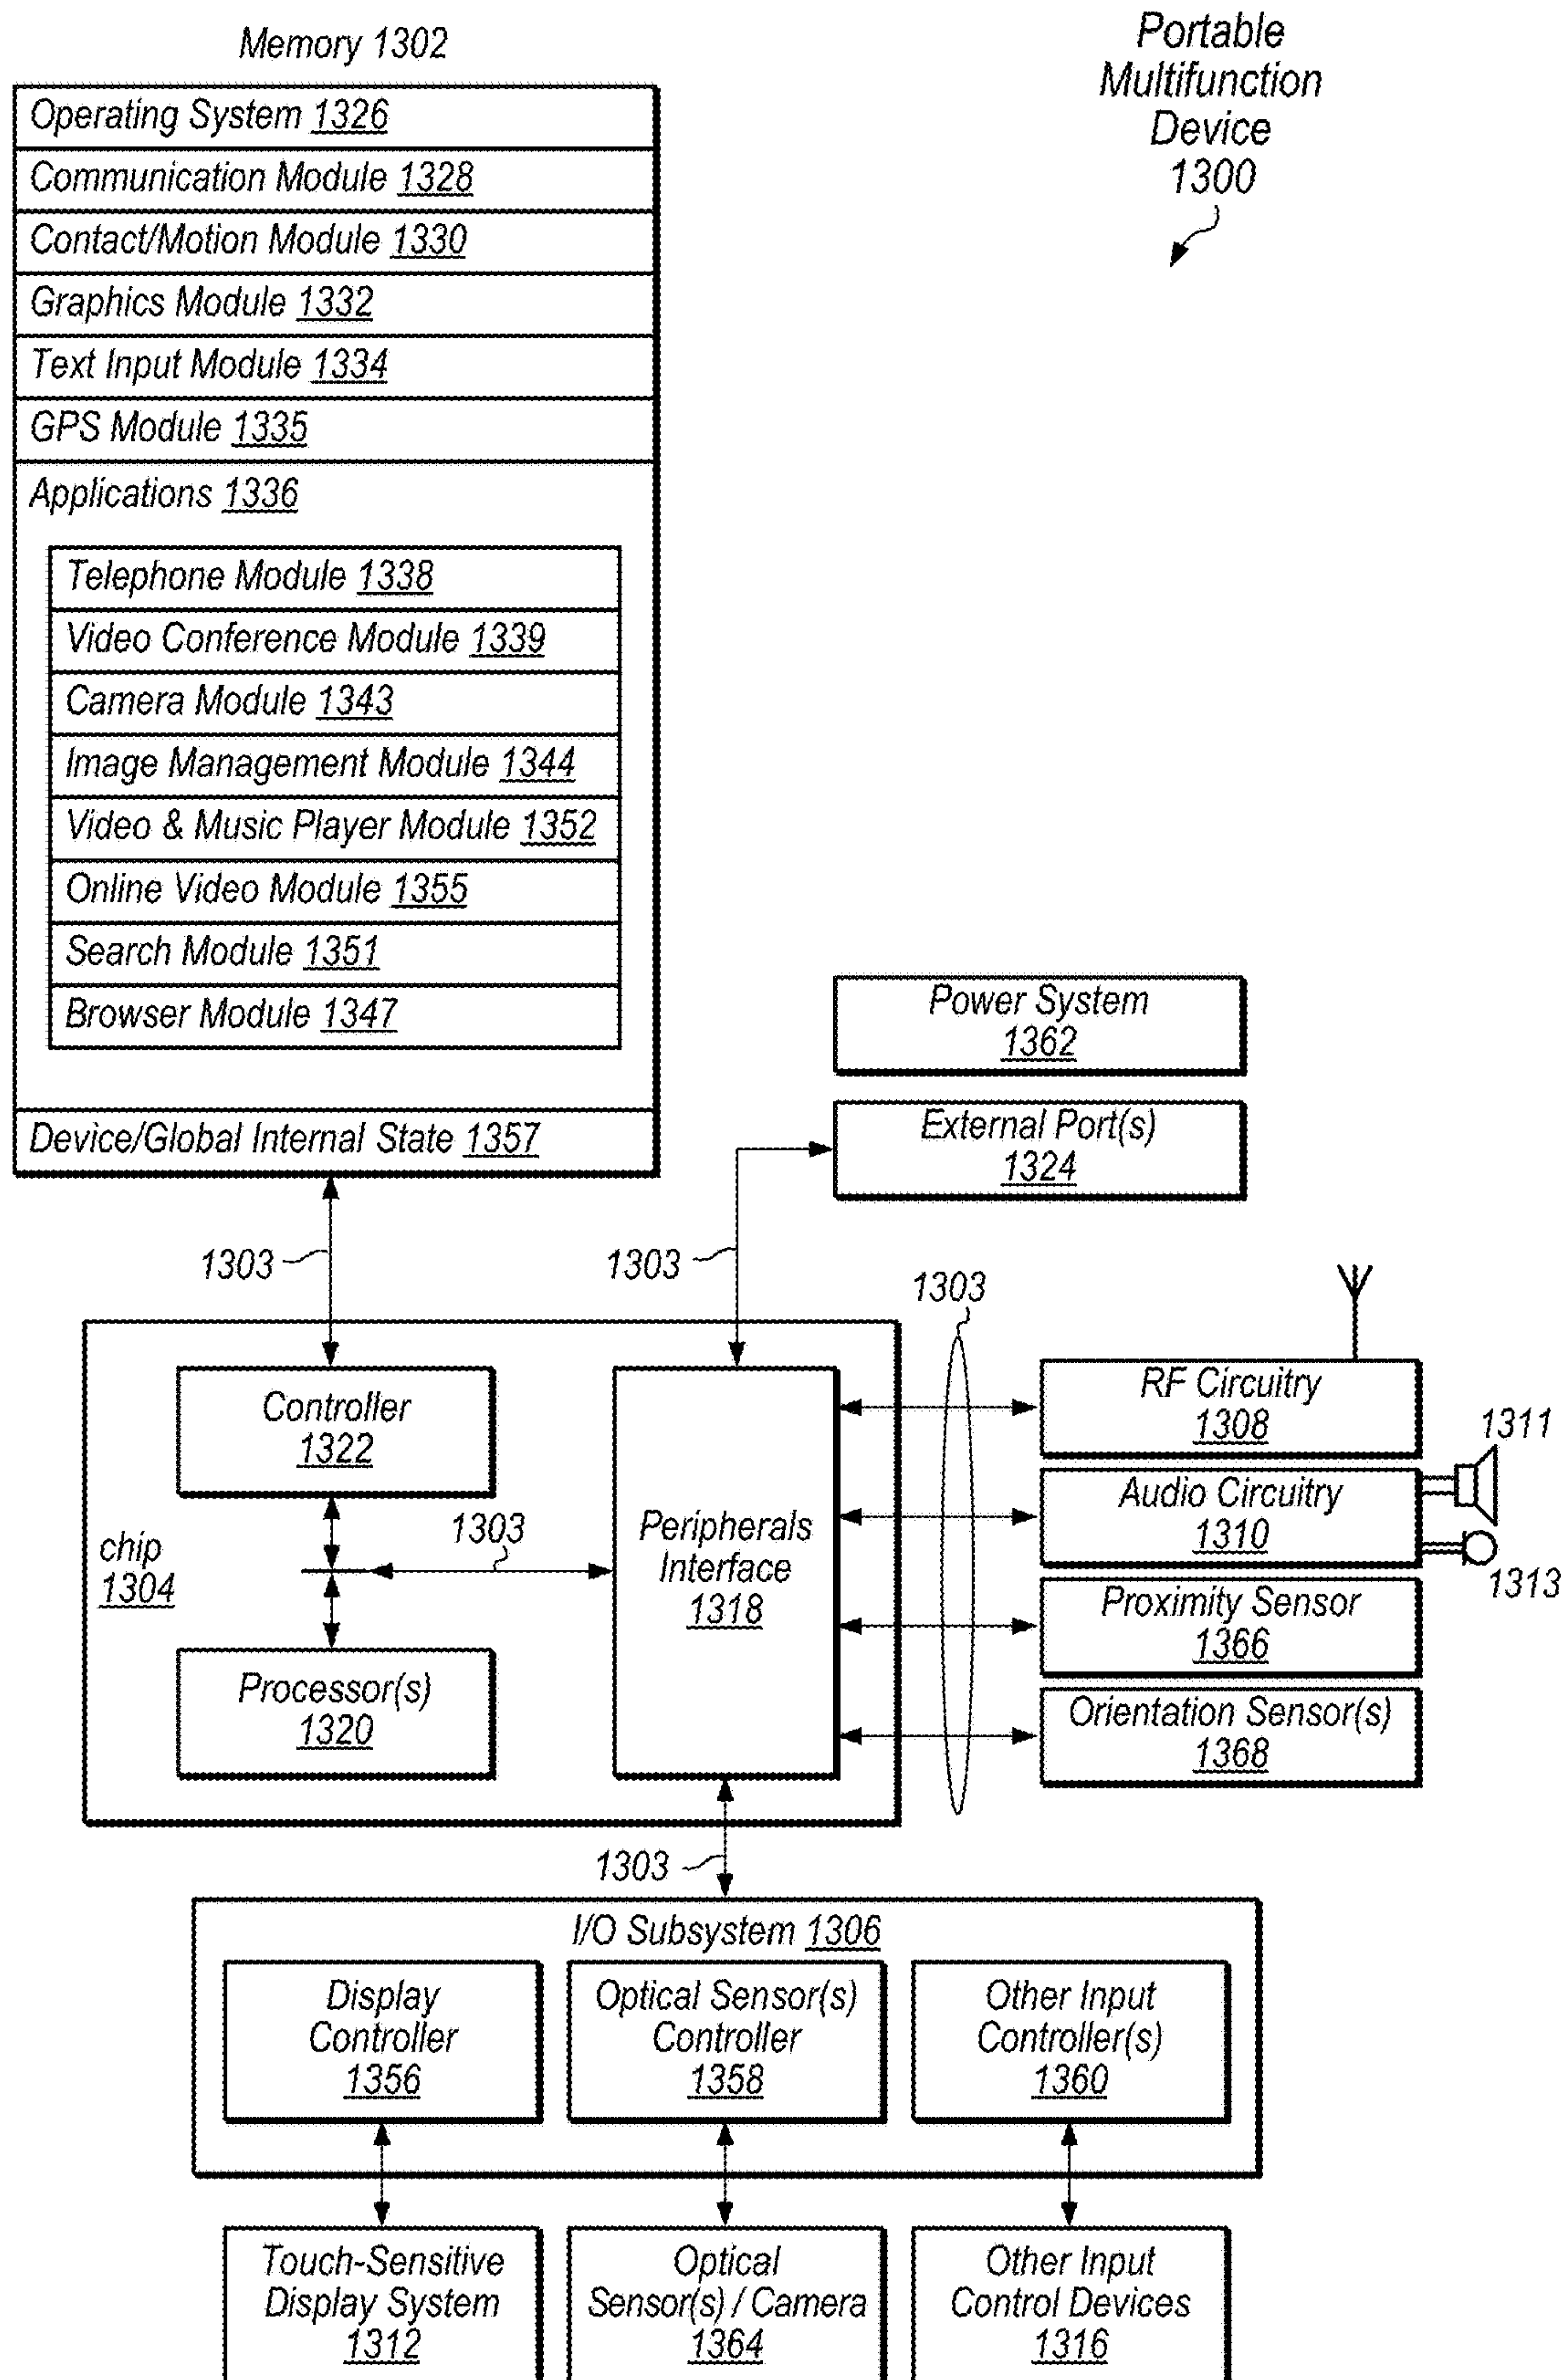 Memory 1302
Portable
Multifunction
Device
1300
Operating System 1326
Communication Module 1328
Contact/Motion Module 1330
Graphics Module 1332
Text Input Module 1334
GPS Module 1335
Applications 1336
Telephone Module 1338
Video Conference Module 1339
Camera Module 1343
Image Management Module 1344
Video & Music Player Module 1352
Online Video Module 1355
Search Module 1351
Browser Module 1347
Device/Global Internal State 1357
Power System
1362
External Port(s)
1324
1303
1303
1303
Controller
1322
chip
1304
1303
Processor(s)
1320
Peripherals
Interface
1318
RF Circuitry
1308
1311
Audio Circuitry
1310
1313
Proximity Sensor
1366
Orientation Sensor(s)
1368
1303
I/O Subsystem 1306
Display
Controller
1356
Optical Sensor(s)
Controller
1358
Other Input
Controller(s)
1360
Touch-Sensitive
Display System
1312
Optical
Sensor(s) / Camera
1364
Other Input
Control Devices
1316